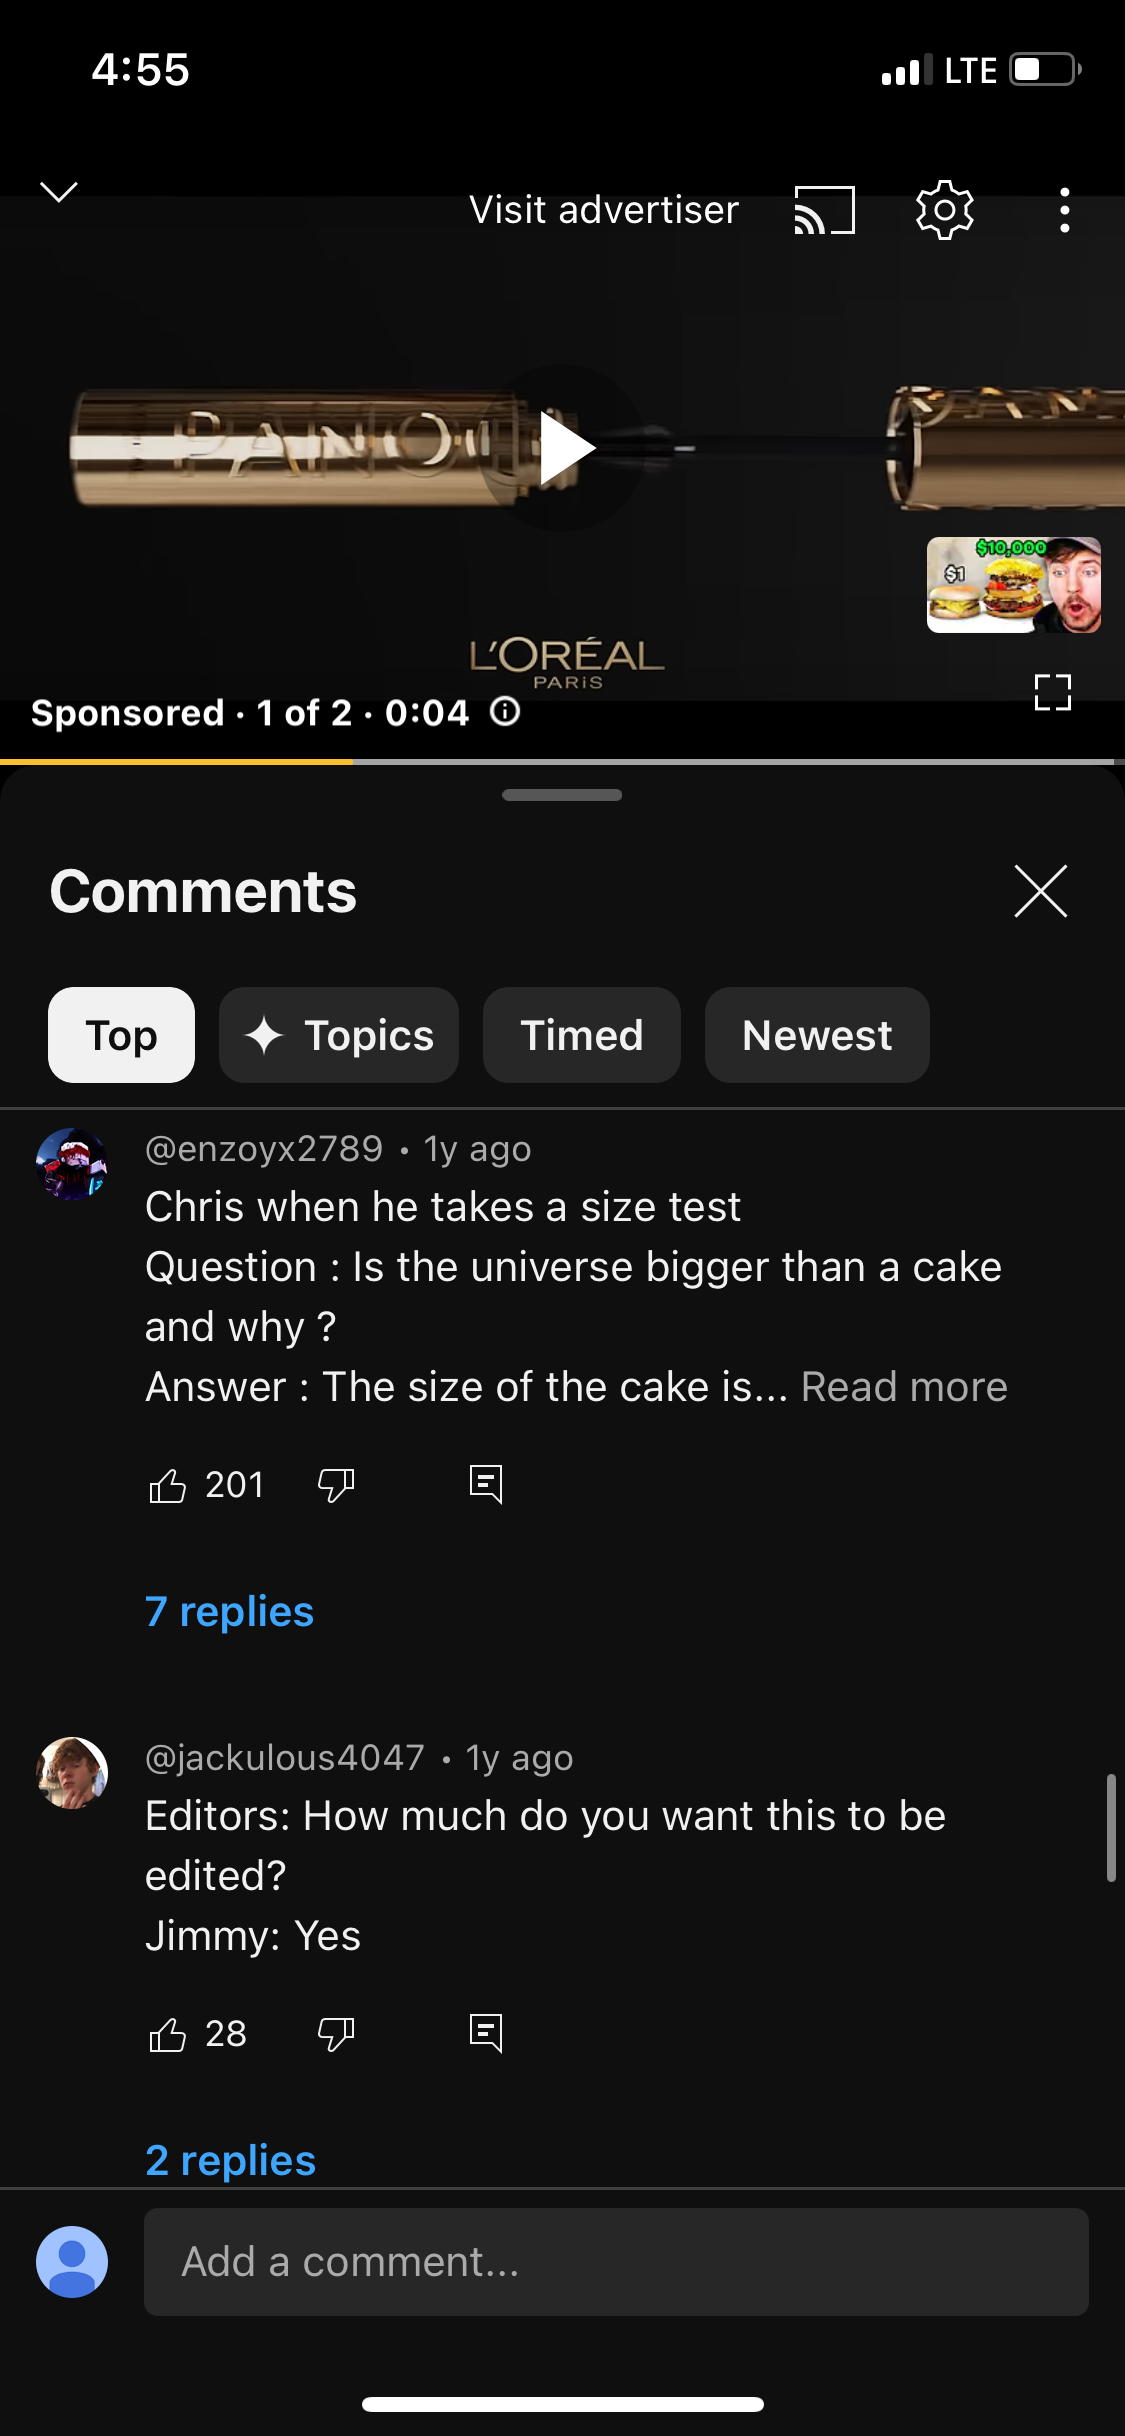 4:55
LTE
Visit advertiser
PANO
PAN
$10,000
$1
L'ORÉAL
PARiS
Sponsored · 1 of 2 · 0:04
Comments
Top
Topics
Timed
Newest
@enzoyx2789 • 1y ago
Chris when he takes a size test
Question : Is the universe bigger than a cake
and why ?
Answer : The size of the cake is... Read more
201
7 replies
@jackulous4047 • 1y ago
Editors: How much do you want this to be
edited?
Jimmy: Yes
28
2 replies
Add a comment...